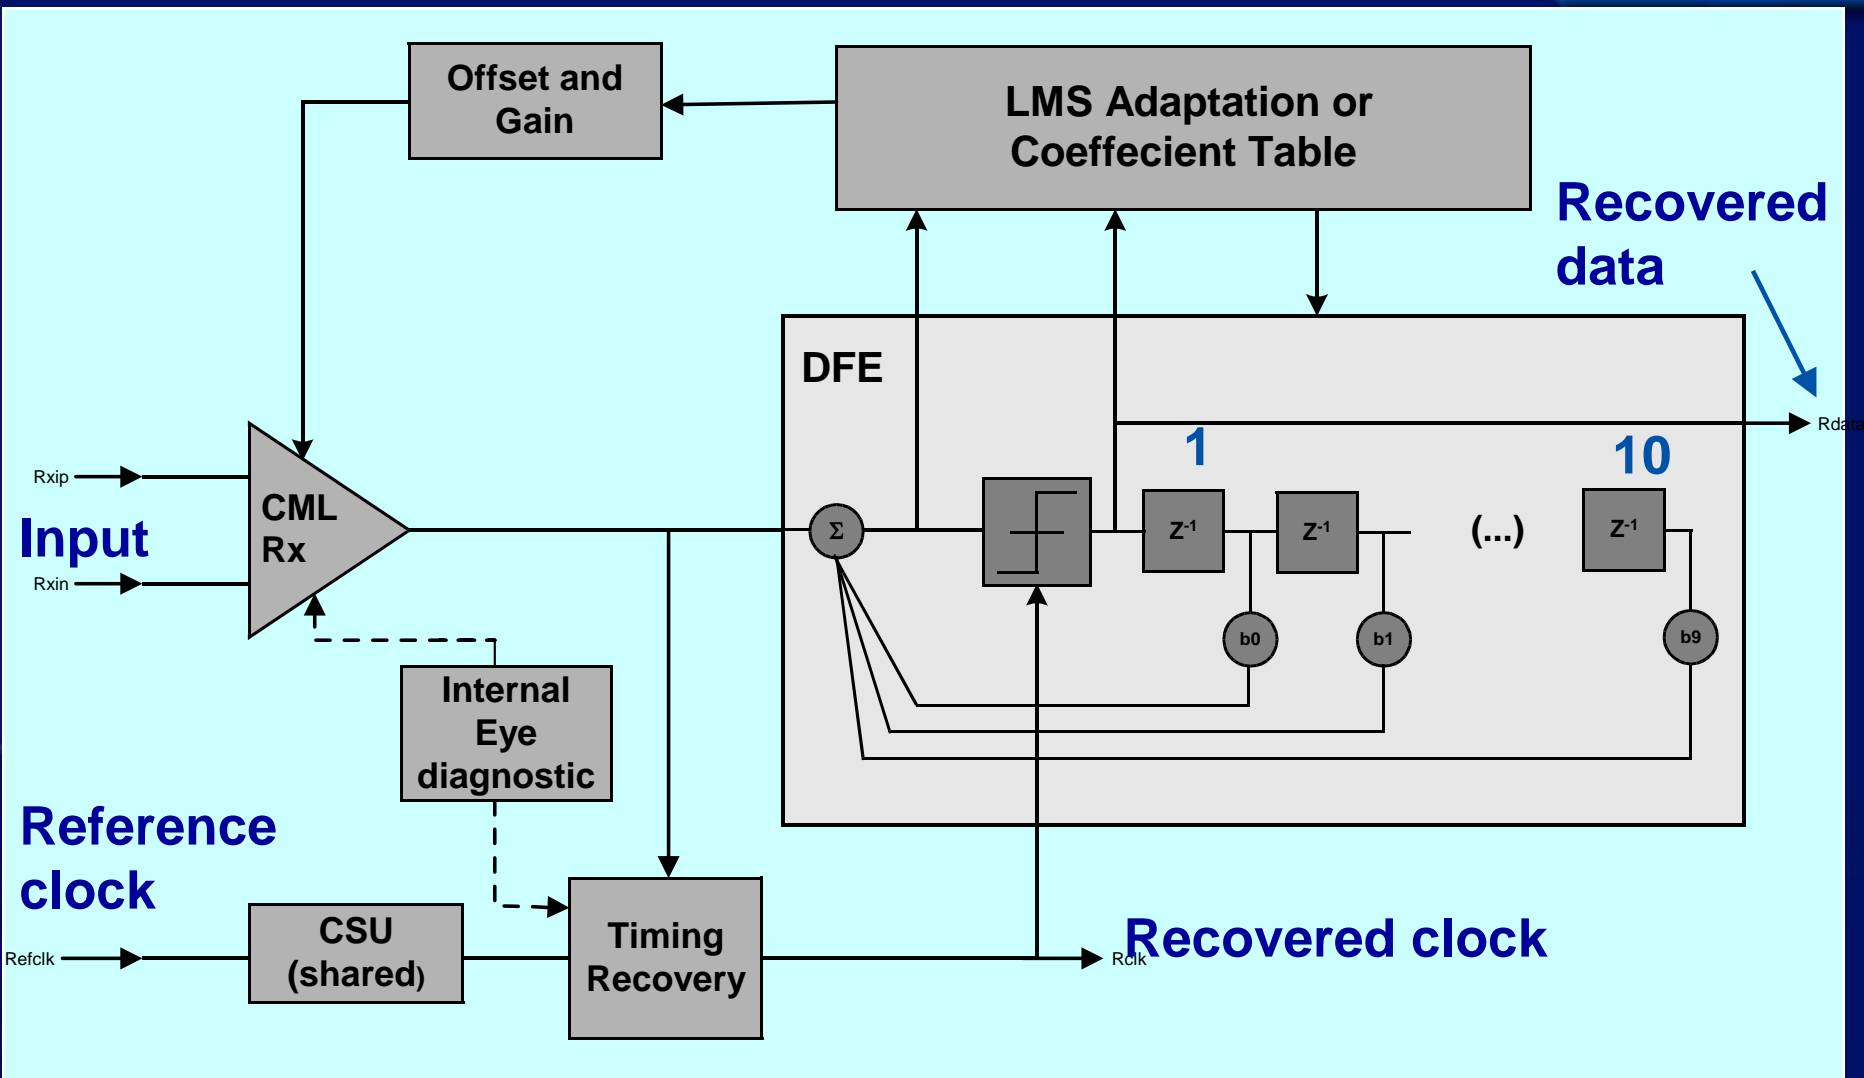 Offset and
Gain
LMS Adaptation or
Coeffecient Table
Recovered
data
DFE
Rdata
1
10
Rxip
CML
Rx
Input
Rxin
Σ
Z-1
Z-1
(...)
Z-1
b0
b1
b9
Internal
Eye
diagnostic
Reference
clock
CSU
(shared)
Timing
Recovery
Recovered clock
Refclk
Rclk